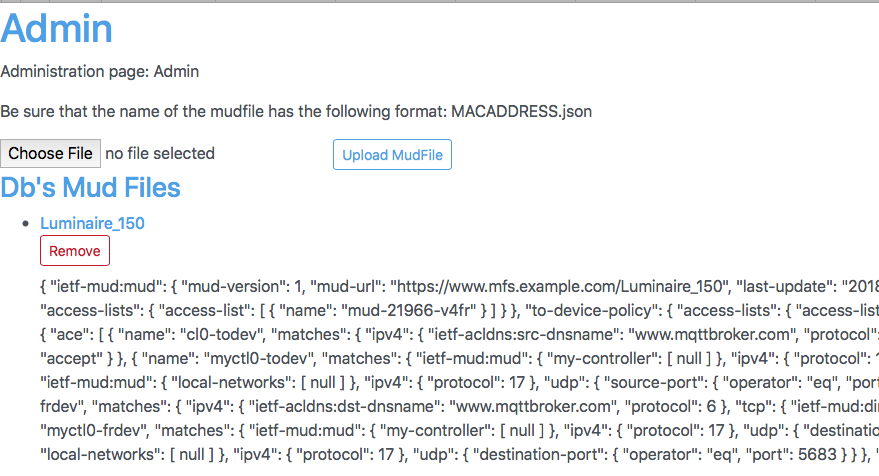 Admin
Administration page: Admin
Be sure that the name of the mudfile has the following format: MACADDRESS.json
Choose File no file selected Upload MudFile
Db's Mud Files
Luminaire_150
Remove
{ "ietf-mud:mud": { "mud-version": 1, "mud-url": "https://www.mfs.example.com/Luminaire_150", "last-update": "2018
"access-lists": { "access-list": [ { "name": "mud-21966-v4fr" } ] } }, "to-device-policy": { "access-lists": { "access-list
{ "ace": [ { "name": "cl0-todev", "matches": { "ipv4": { "ietf-acldns:src-dnsname": "www.mqttbroker.com", "protocol":
"accept" } }, { "name": "myctl0-todev", "matches": { "ietf-mud:mud": { "my-controller": [ null ] }, "ipv4": { "protocol": 1
"ietf-mud:mud": { "local-networks": [ null ] }, "ipv4": { "protocol": 17 }, "udp": { "source-port": { "operator": "eq", "port
frdev", "matches": { "ipv4": { "ietf-acldns:dst-dnsname": "www.mqttbroker.com", "protocol": 6 }, "tcp": { "ietf-mud:dir
"myctl0-frdev", "matches": { "ietf-mud:mud": { "my-controller": [ null ] }, "ipv4": { "protocol": 17 }, "udp": { "destinatio
"local-networks": [ null ] }, "ipv4": { "protocol": 17 }, "udp": { "destination-port": { "operator": "eq", "port": 5683 } } }, "